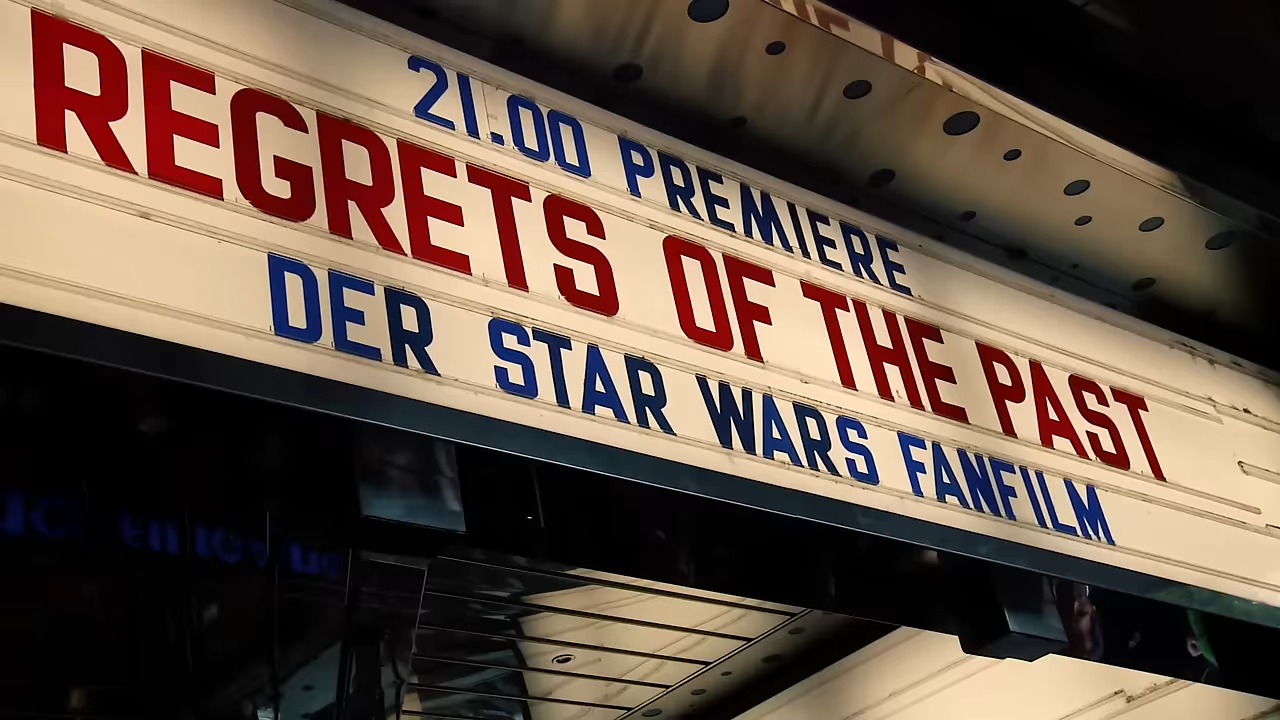 21.00 PREMIERE
REGRETS OF THE PAST
DER STAR WARS FANFILM